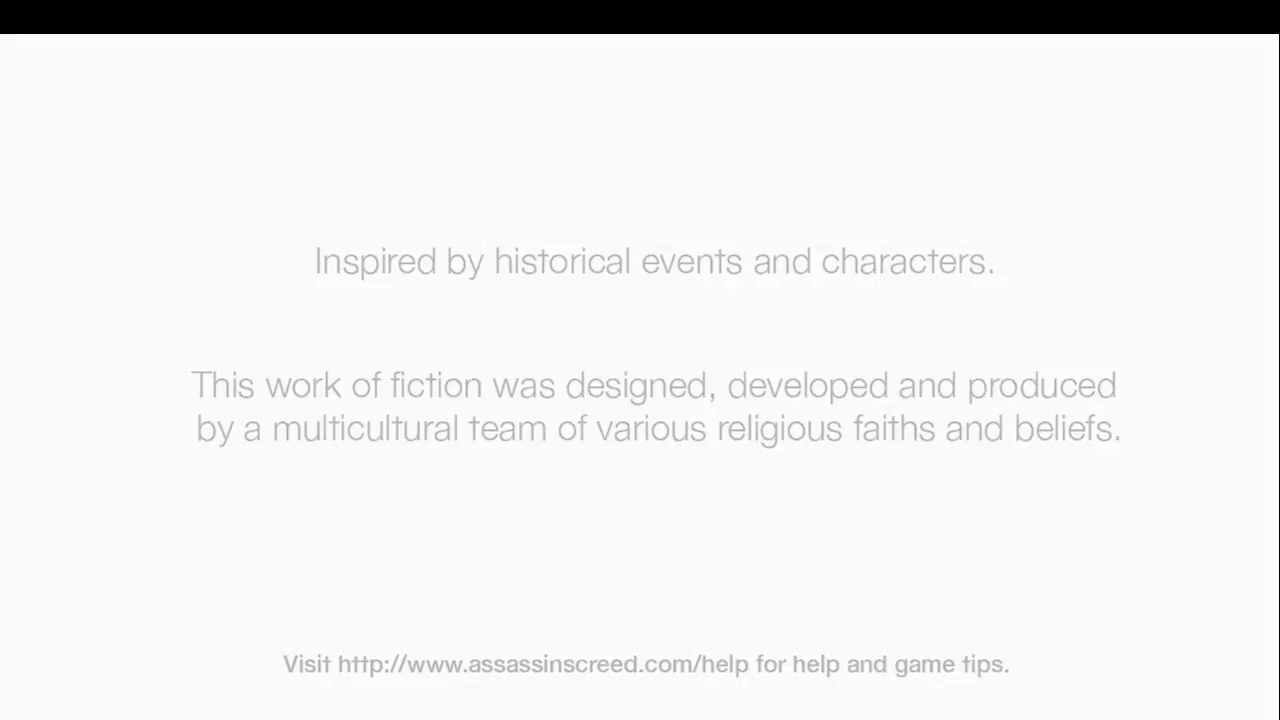 Inspired by historical events and characters.
This work of fiction was designed, developed and produced
by a multicultural team of various religious faiths and beliefs.
Visit http://www.assassinscreed.com/help for help and game tips.